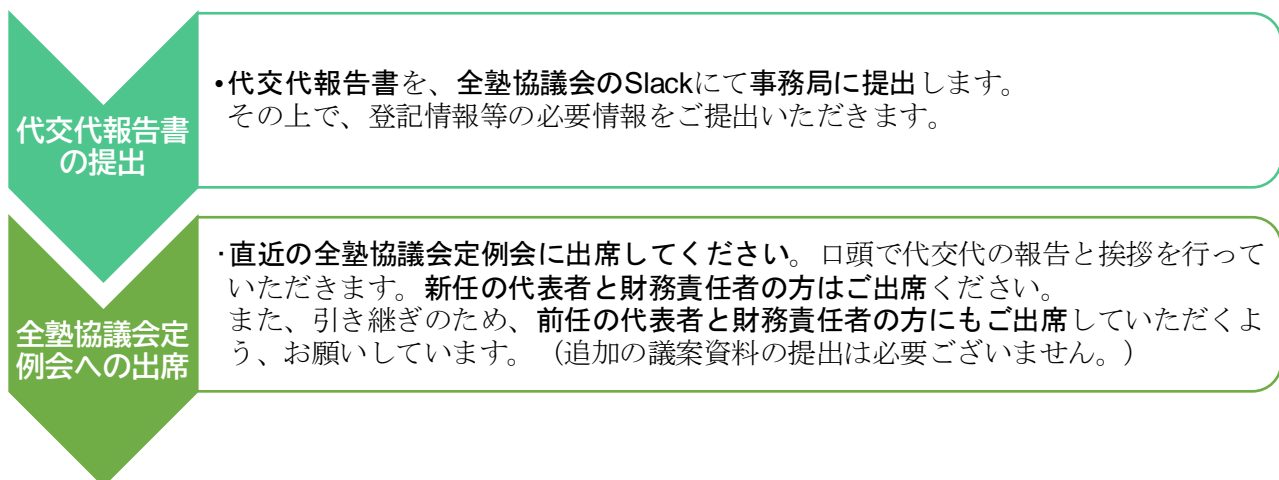 代交代報告書
の提出
•代交代報告書を、全塾協議会のSlackにて事務局に提出します。
その上で、登記情報等の必要情報をご提出いただきます。
全塾協議会定
例会への出席
·直近の全塾協議会定例会に出席してください。口頭で代交代の報告と挨拶を行って
いただきます。新任の代表者と財務責任者の方はご出席ください。
また、引き継ぎのため、前任の代表者と財務責任者の方にもご出席していただくよ
う、お願いしています。（追加の議案資料の提出は必要ございません。）